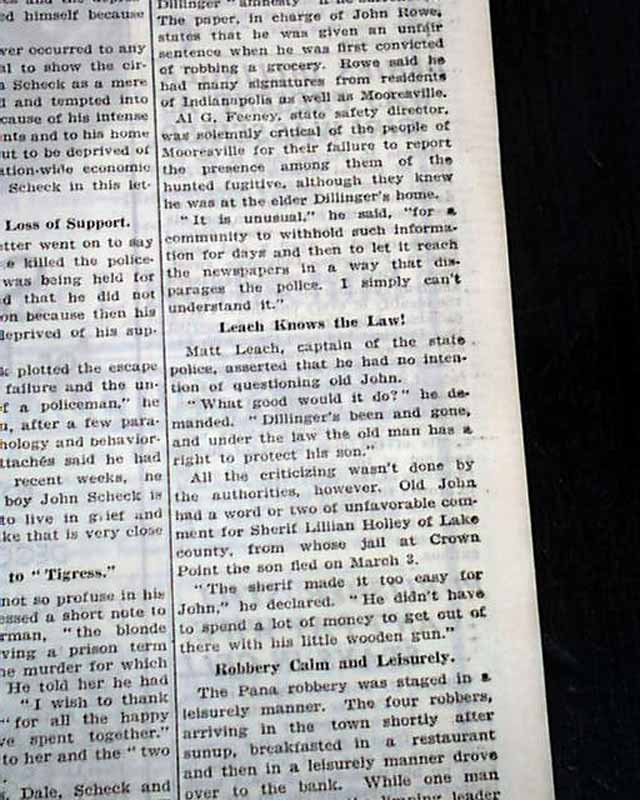 ed himself because
ver occurred to any
al to show the cir-
n Scheck as a mere
d and tempted into
cause of his intense
nts and to his home
ut to be deprived of
ation-wide economic
Scheck in this let-
Loss of Support.
etter went on to say
e killed the police-
was being held for
d that he did not
on because then his
deprived of his sup-
k plotted the escape
failure and the un-
f a policeman," he
n, after a few para-
hology and behavior-
ttachés said he had
recent weeks, he
boy John Scheck is
to live in grief and
ke that is very close
to "Tigress."
not so profuse in his
essed a short note to
rman, "the blonde
ving a prison term
he murder for which
He told her he had
"I wish to thank
"for all the happy
ve spent together."
to her and the "two
Dale, Scheck and
Dillinger "amnesty"
The paper, in charge of John Rowe,
states that he was given an unfair
sentence when he was first convicted
of robbing a grocery. Rowe said he
had many signatures from residents
of Indianapolis as well as Mooresville.
Al G. Feeney, state safety director,
was solemnly critical of the people of
Mooresville for their failure to report
the presence among them of the
hunted fugitive, although they knew
he was at the elder Dillinger's home.
"It is unusual," he said, "for a
community to withhold such informa-
tion for days and then to let it reach
the newspapers in a way that dis-
parages the police. I simply can't
understand it."
Leach Knows the Law!
Matt Leach, captain of the state
police, asserted that he had no inten-
tion of questioning old John.
"What good would it do?" he de-
manded. "Dillinger's been and gone,
and under the law the old man has a
right to protect his son."
All the criticizing wasn't done by
the authorities, however. Old John
had a word or two of unfavorable com-
ment for Sherif Lillian Holley of Lake
county, from whose jail at Crown
Point the son fled on March 3.
"The sherif made it too easy for
John," he declared. "He didn't have
to spend a lot of money to get out of
there with his little wooden gun."
Robbery Calm and Leisurely.
The Pana robbery was staged in a
leisurely manner. The four robbers,
arriving in the town shortly after
sunup, breakfasted in a restaurant
and then in a leisurely manner drove
over to the bank. While one man
limping leader